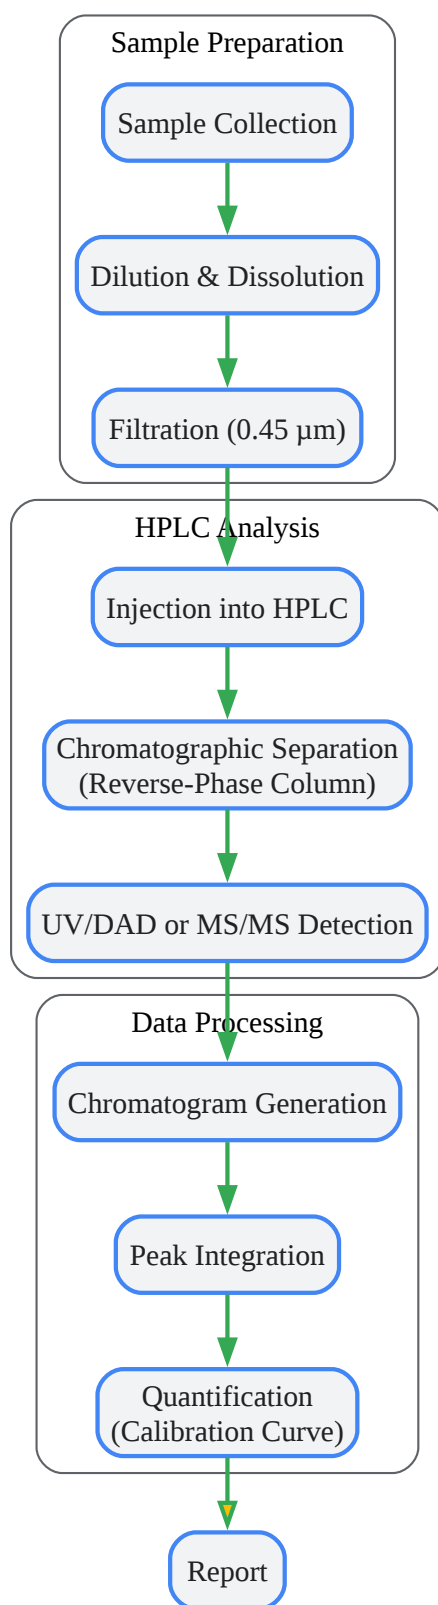 Sample Preparation
Sample Collection
Dilution & Dissolution
Filtration (0.45 µm)
HPLC Analysis
Injection into HPLC
Chromatographic Separation
(Reverse-Phase Column)
UV/DAD or MS/MS Detection
Data Processing
Chromatogram Generation
Peak Integration
Quantification
(Calibration Curve)
Report